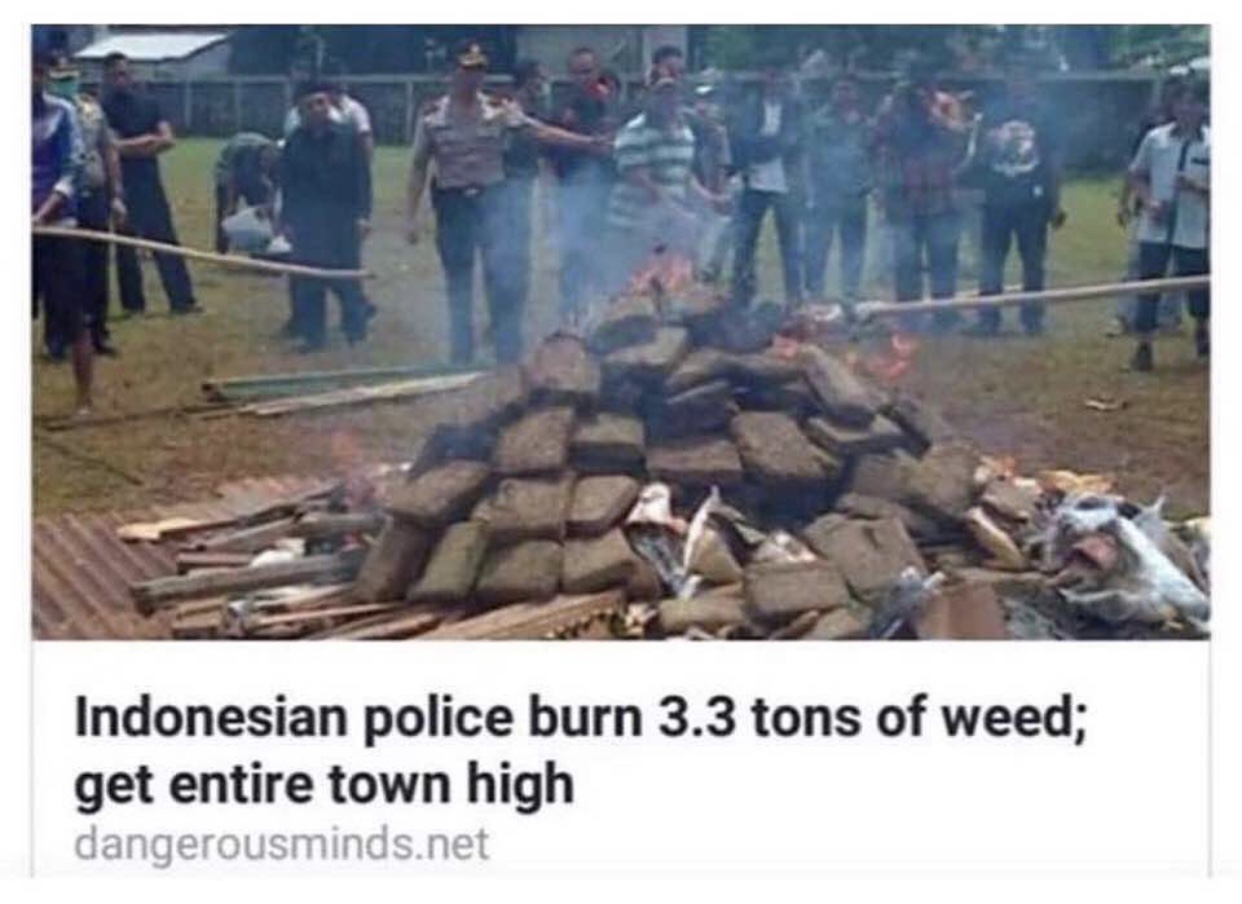 Indonesian police burn 3.3 tons of weed;
get entire town high
dangerousminds.net